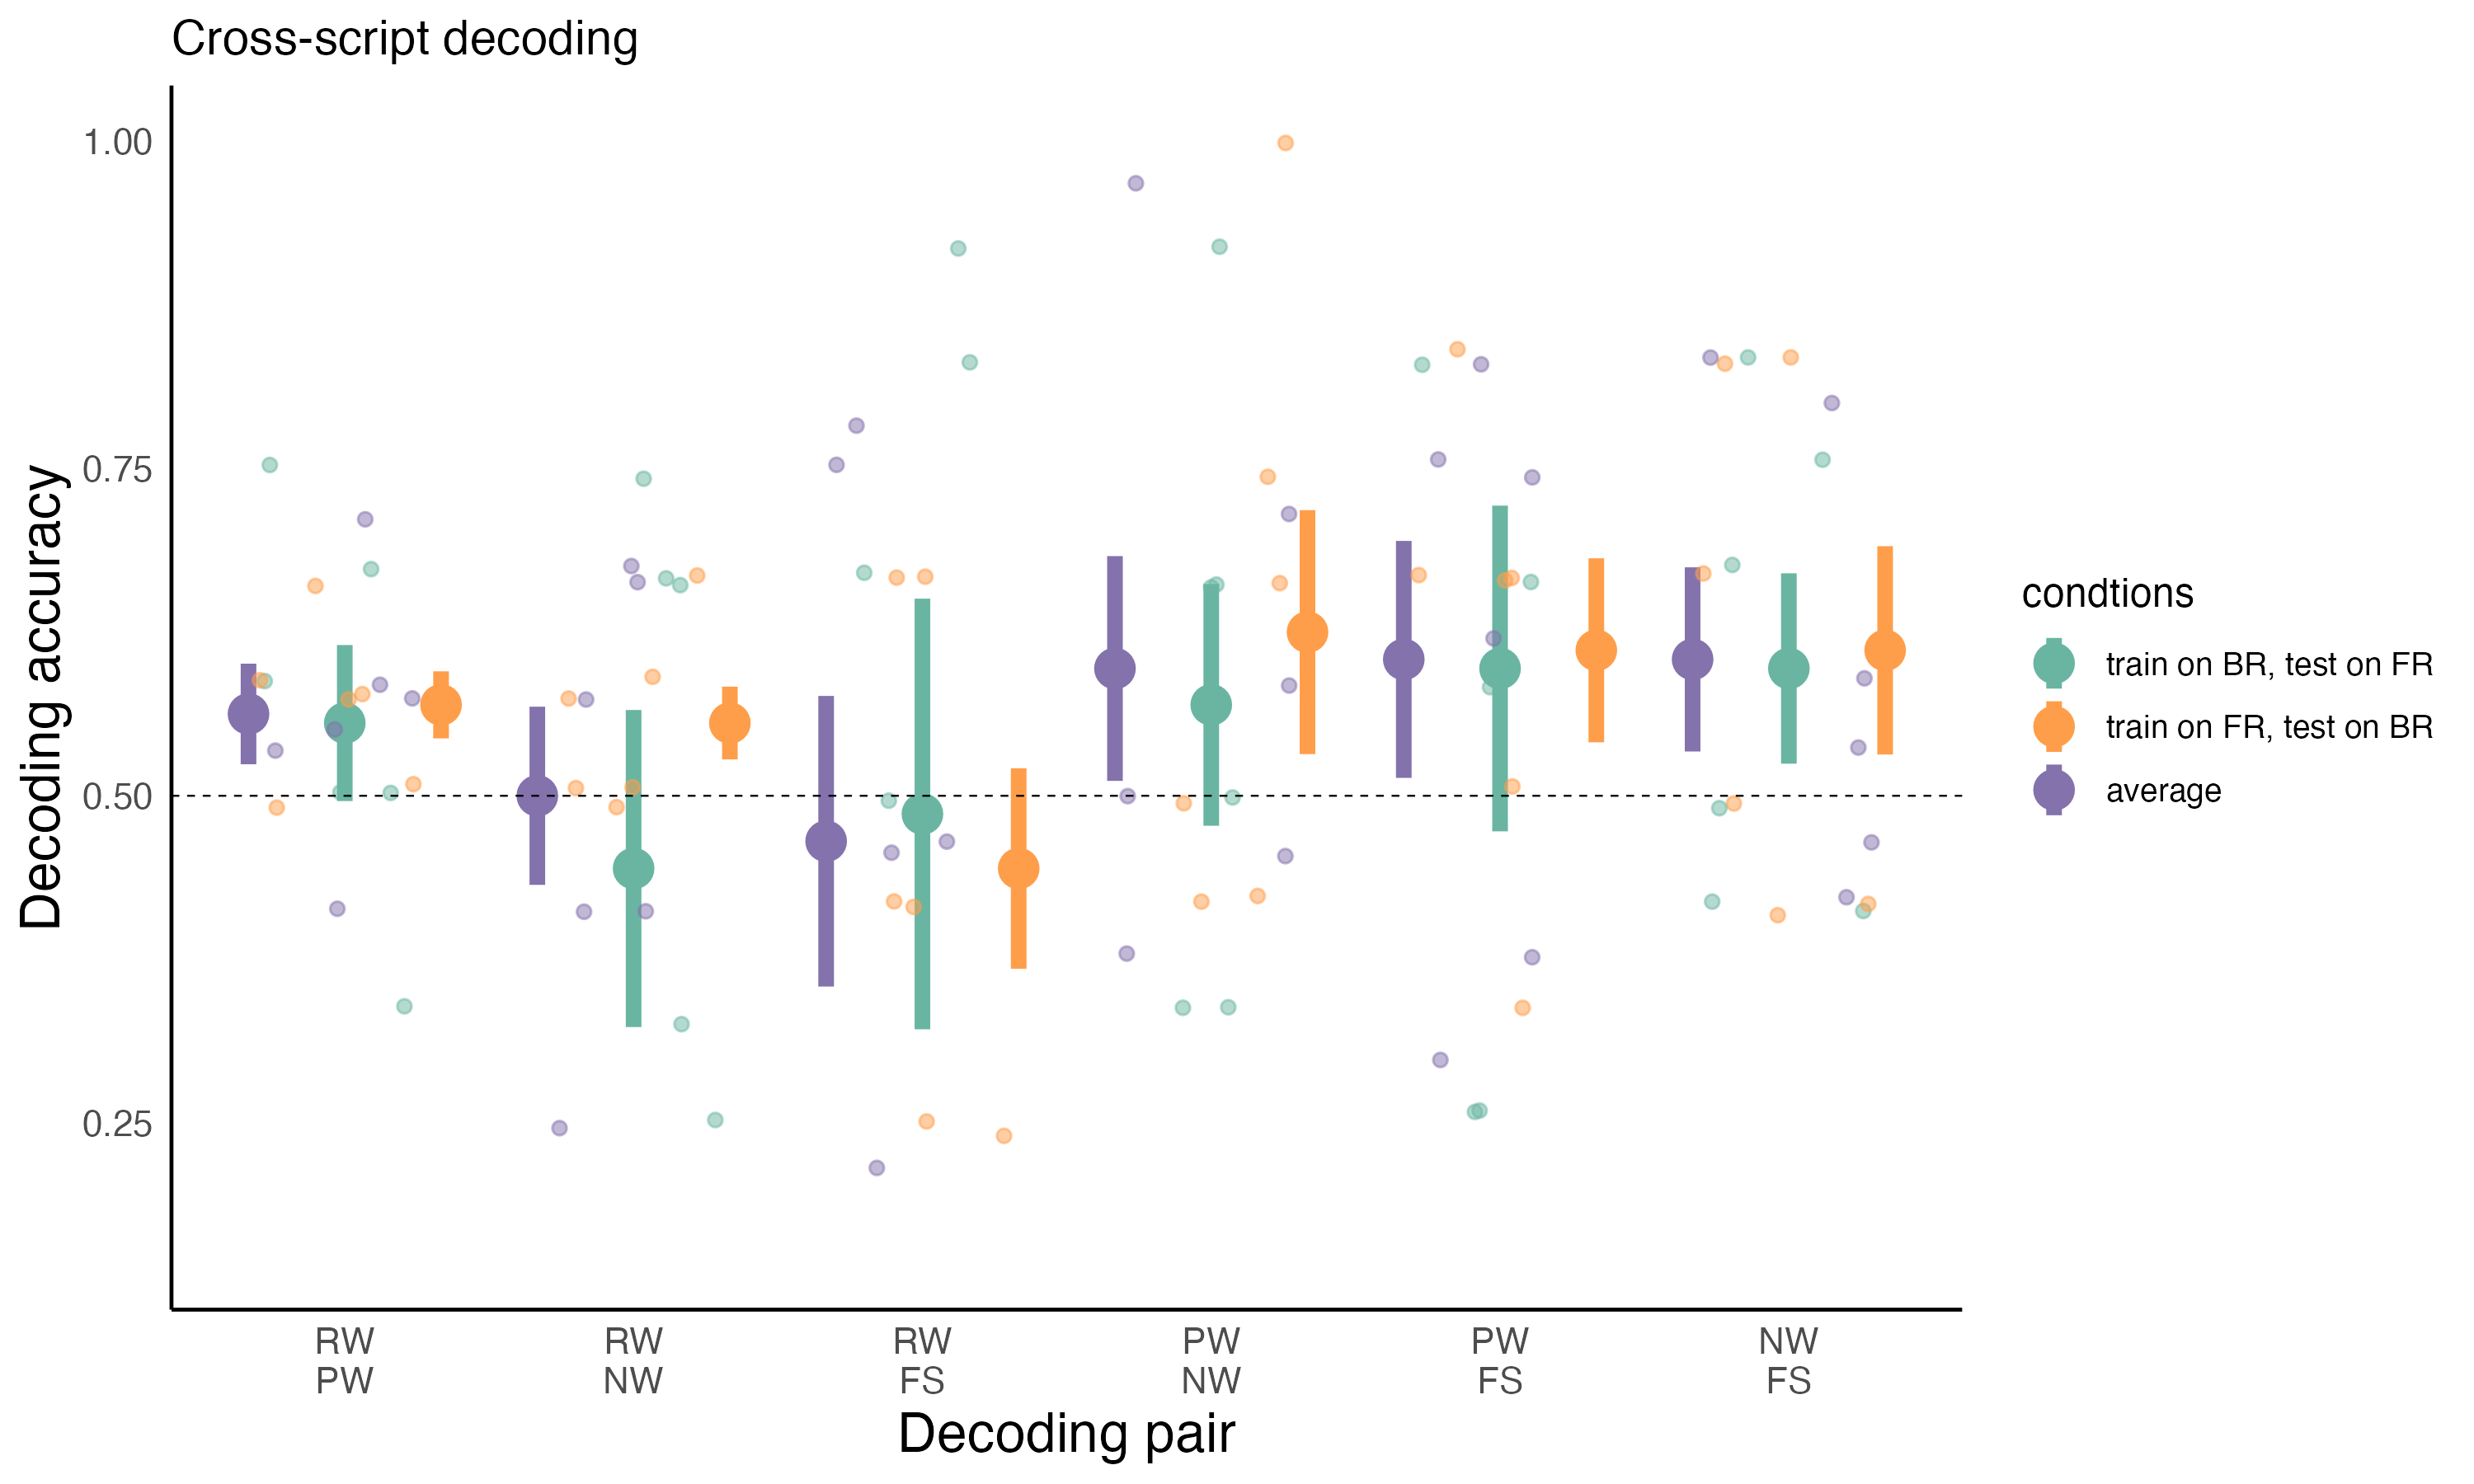 Cross-script decoding
Decoding accuracy
1.00
0.75
0.50
0.25
RW
PW
RW
NW
RW
FS
PW
NW
PW
FS
NW
FS
Decoding pair
condtions
train on BR, test on FR
train on FR, test on BR
average